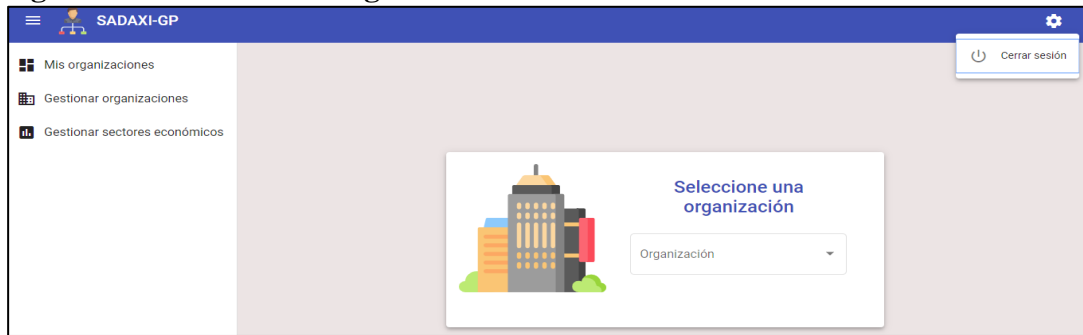 SADAXI-GP
Cerrar sesión
Mis organizaciones
Gestionar organizaciones
Gestionar sectores económicos
Seleccione una
organización
Organización